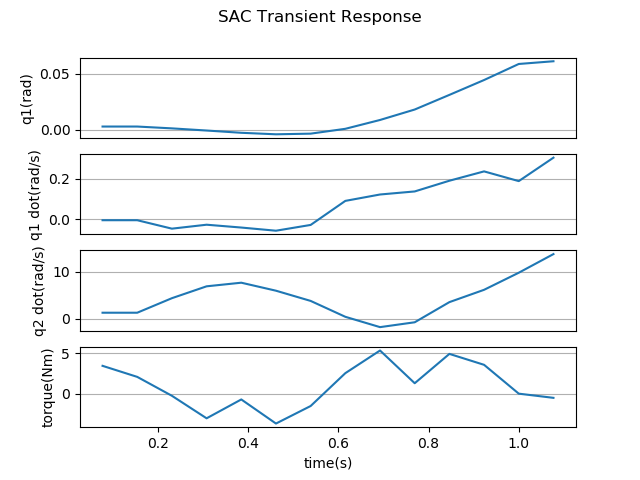 SAC Transient Response
q1(rad)
0.05
0.00
q1 dot(rad/s)
0.2
0.0
q2 dot(rad/s)
10
0
torque(Nm)
5
0
0.2 0.4 0.6 0.8 1.0
time(s)